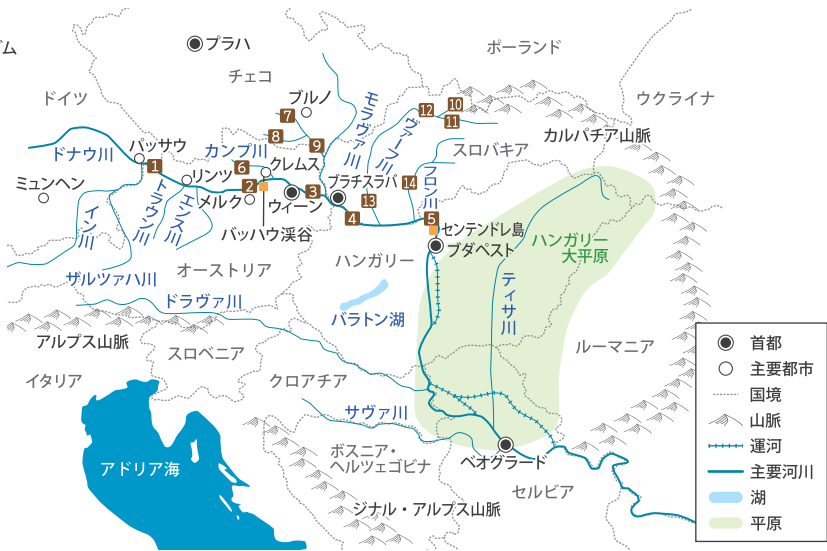 ズム
プラハ
ポーランド
チェコ
ドイツ
ウクライナ
ブルノ
7
12
10
11
モラヴァ川
ヴァーフ川
カルパチア山脈
8
9
パッサウ
ドナウ川
カンプ川
スロバキア
1
6
クレムス
フロン川
リンツ
ブラチスラバ
14
ミュンヘン
2
3
13
メルク
ウィーン
4
5
センテンドレ島
イン川
トラウン川
エンス川
バッハウ渓谷
ブダペスト
ハンガリー
大平原
ハンガリー
オーストリア
ザルツァハ川
ティサ川
ドラヴァ川
バラトン湖
アルプス山脈
スロベニア
ルーマニア
イタリア
クロアチア
サヴァ川
ボスニア・
ヘルツェゴビナ
ベオグラード
アドリア海
セルビア
ジナル・アルプス山脈
首都
主要都市
国境
山脈
運河
主要河川
湖
平原